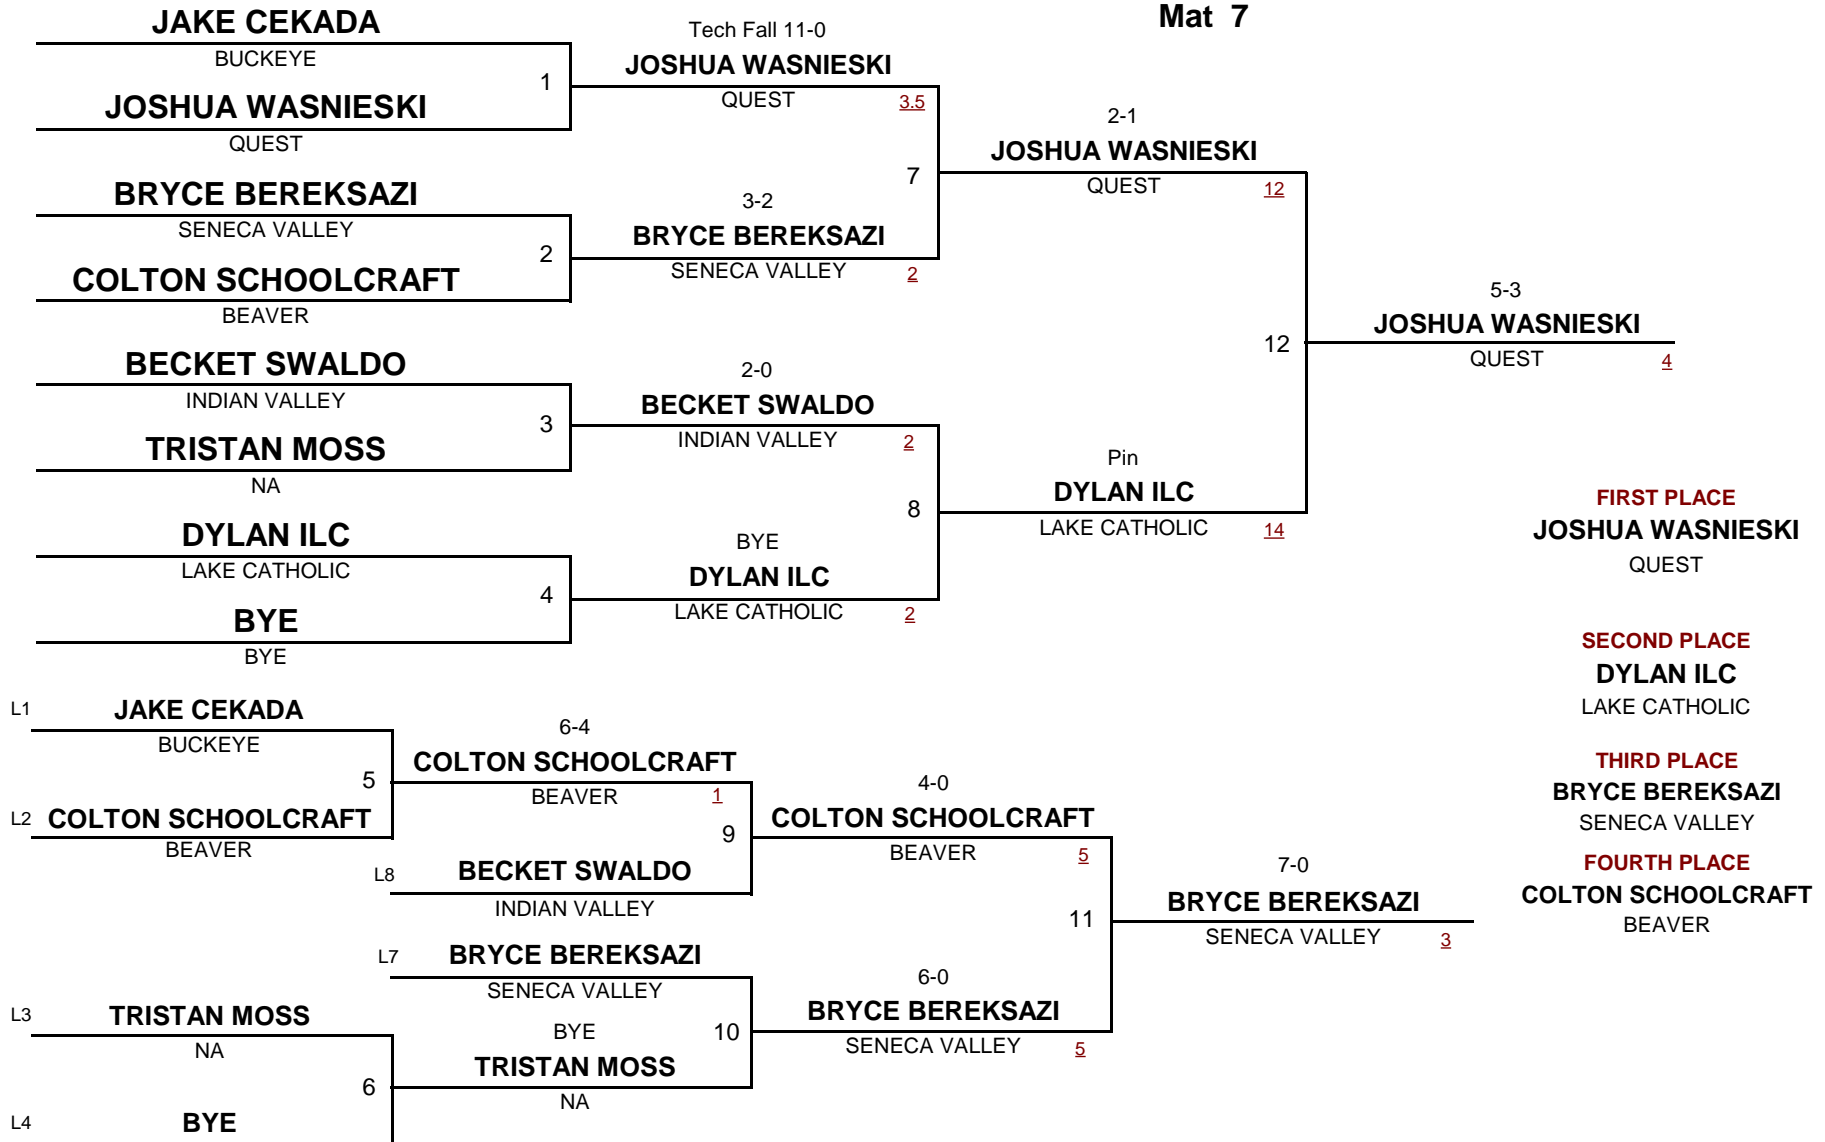 Mat 7
JAKE CEKADA
BUCKEYE
1
JOSHUA WASNIESKI
QUEST
Tech Fall 11-0
JOSHUA WASNIESKI
QUEST 3.5
BRYCE BEREKSAZI
SENECA VALLEY
2
COLTON SCHOOLCRAFT
BEAVER
3-2
BRYCE BEREKSAZI
SENECA VALLEY 2
7
2-1
JOSHUA WASNIESKI
QUEST 12
BECKET SWALDO
INDIAN VALLEY
3
TRISTAN MOSS
NA
2-0
BECKET SWALDO
INDIAN VALLEY 2
DYLAN ILC
LAKE CATHOLIC
4
BYE
BYE
BYE
DYLAN ILC
LAKE CATHOLIC 2
8
Pin
DYLAN ILC
LAKE CATHOLIC 14
12
5-3
JOSHUA WASNIESKI
QUEST 4
L1 JAKE CEKADA
BUCKEYE
5
L2 COLTON SCHOOLCRAFT
BEAVER
6-4
COLTON SCHOOLCRAFT
BEAVER 1
9
L8 BECKET SWALDO
INDIAN VALLEY
4-0
COLTON SCHOOLCRAFT
BEAVER 5
L7 BRYCE BEREKSAZI
SENECA VALLEY
L3 TRISTAN MOSS
NA
6
L4 BYE
BYE
TRISTAN MOSS
NA
10
6-0
BRYCE BEREKSAZI
SENECA VALLEY 5
11
7-0
BRYCE BEREKSAZI
SENECA VALLEY 3
FIRST PLACE
JOSHUA WASNIESKI
QUEST
SECOND PLACE
DYLAN ILC
LAKE CATHOLIC
THIRD PLACE
BRYCE BEREKSAZI
SENECA VALLEY
FOURTH PLACE
COLTON SCHOOLCRAFT
BEAVER